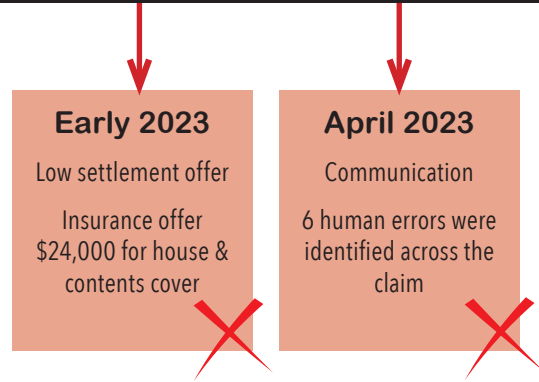 Early 2023
Low settlement offer
Insurance offer
$24,000 for house &
contents cover
April 2023
Communication
6 human errors were
identified across the
claim